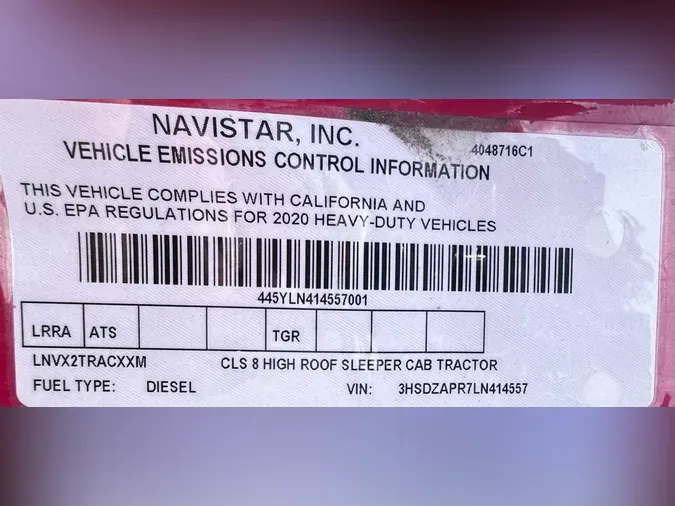 NAVISTAR, INC.
4048716C1
VEHICLE EMISSIONS CONTROL INFORMATION
THIS VEHICLE COMPLIES WITH CALIFORNIA AND
U.S. EPA REGULATIONS FOR 2020 HEAVY-DUTY VEHICLES
445YLN414557001
LRRA ATS TGR
LNVX2TRACXXM CLS 8 HIGH ROOF SLEEPER CAB TRACTOR
FUEL TYPE: DIESEL VIN: 3HSDZAPR7LN414557